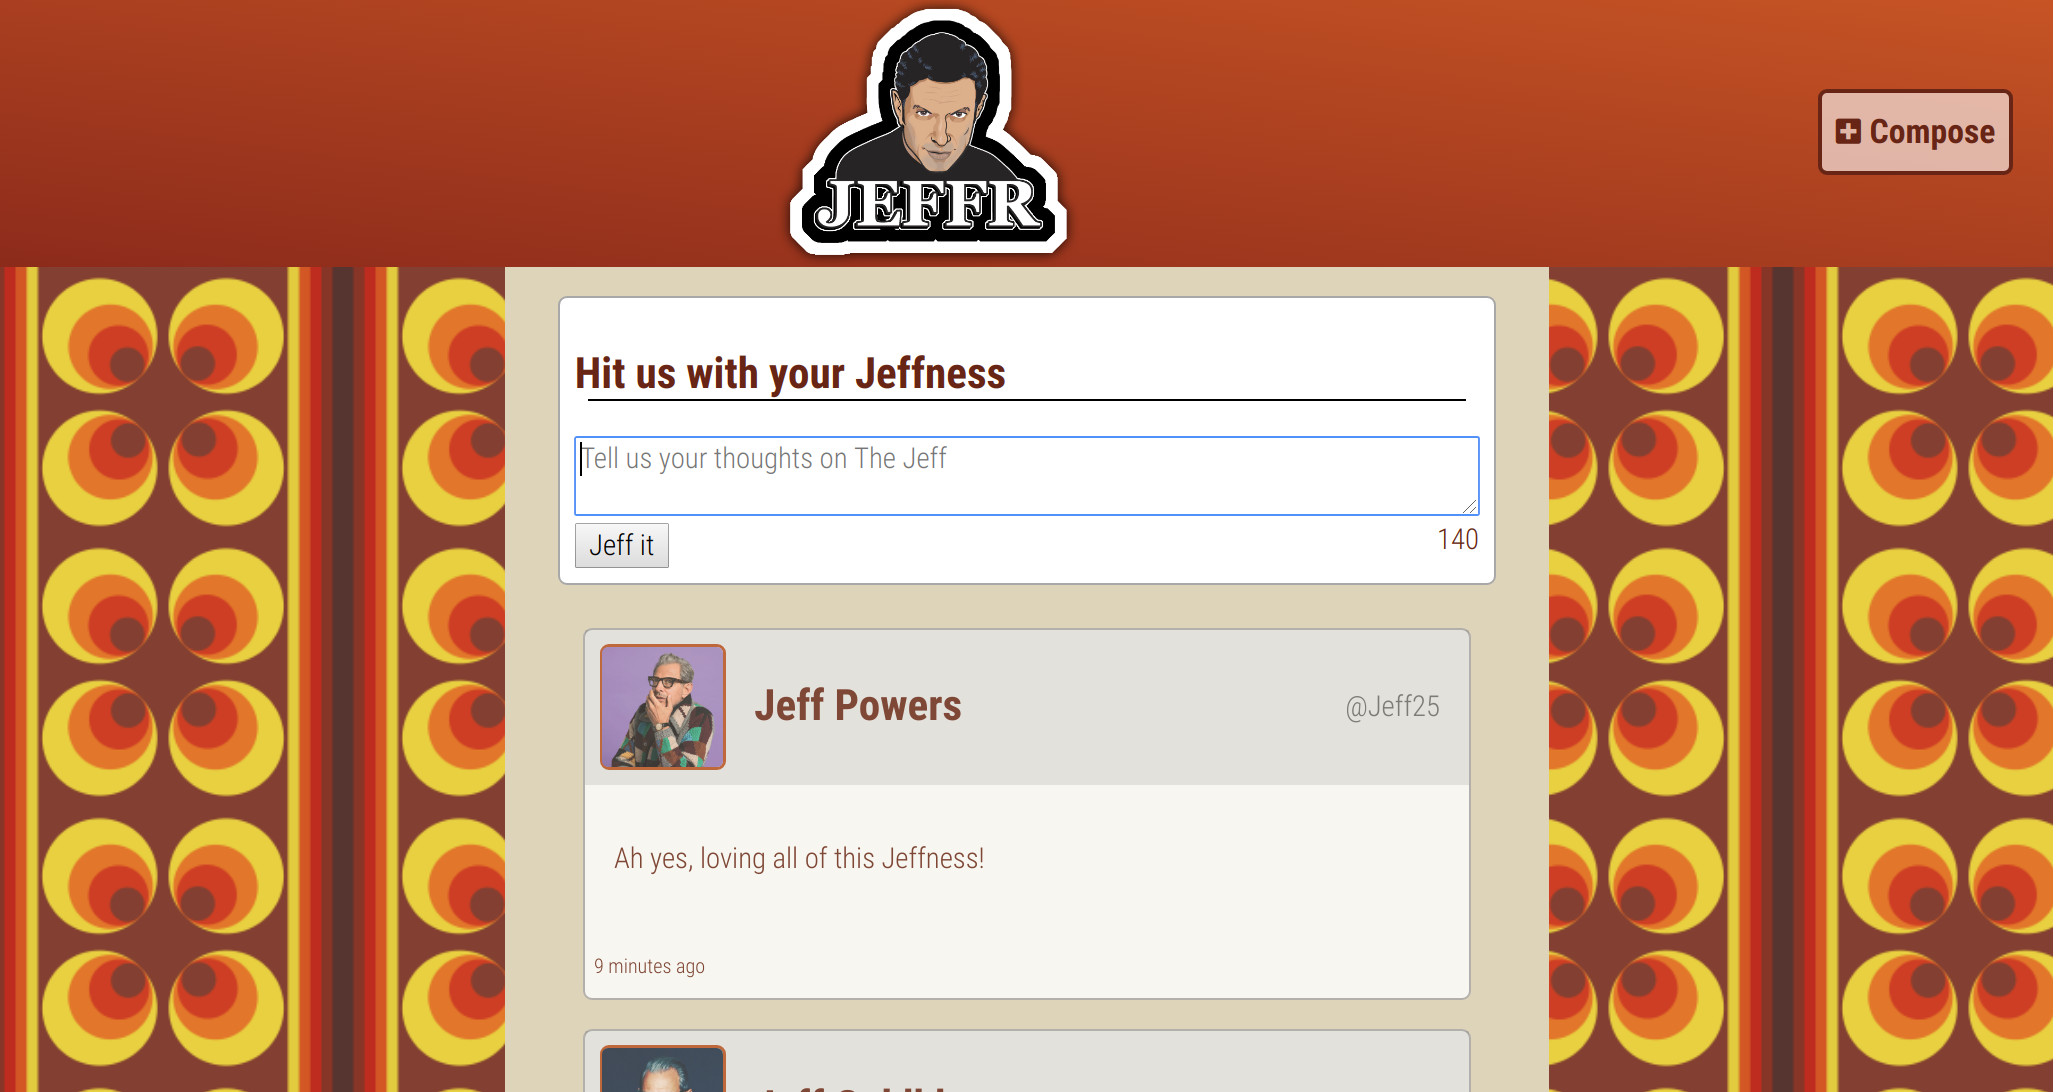 JEFFR
Compose
Hit us with your Jeffness
Tell us your thoughts on The Jeff
Jeff it
140
Jeff Powers
@Jeff25
Ah yes, loving all of this Jeffness!
9 minutes ago